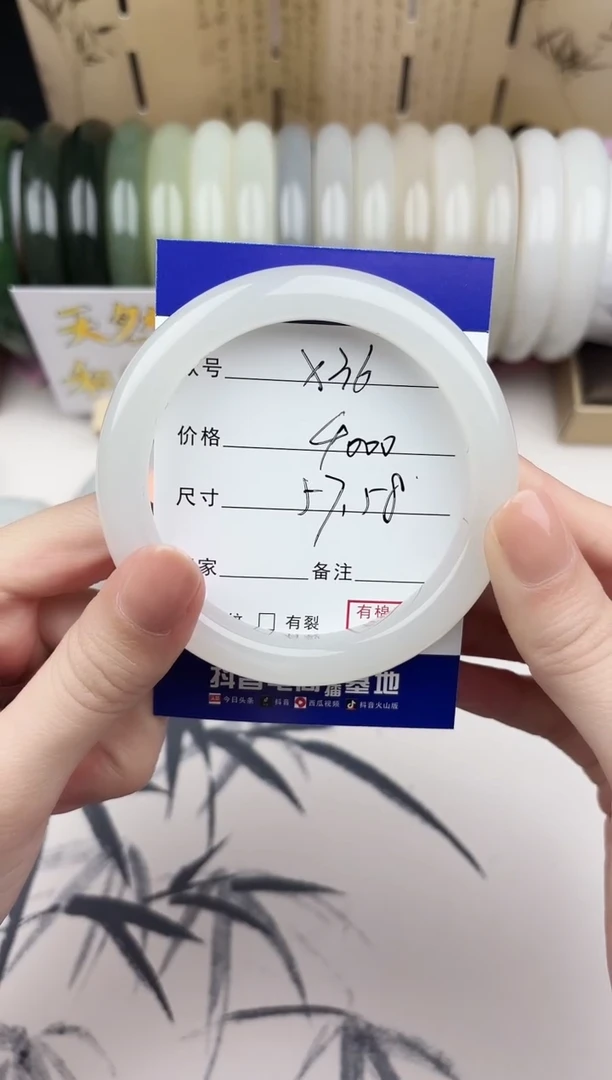 天然
号 X36
价格 4000
尺寸 57.58
家 备注
有裂 有棉
抖音电商直播基地
今日头条 抖音 西瓜视频 抖音火山版